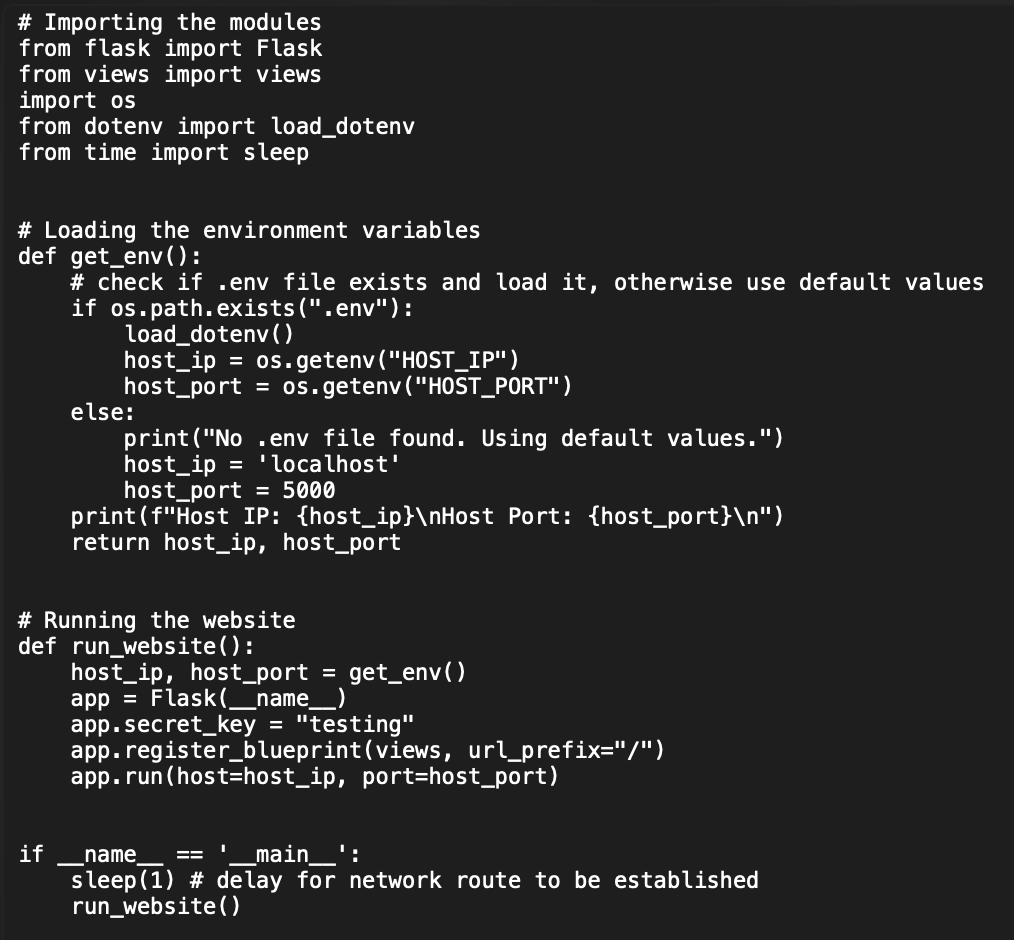 # Importing the modules
from flask import Flask
from views import views
import os
from dotenv import load_dotenv
from time import sleep


# Loading the environment variables
def get_env():
    # check if .env file exists and load it, otherwise use default values
    if os.path.exists(".env"):
        load_dotenv()
        host_ip = os.getenv("HOST_IP")
        host_port = os.getenv("HOST_PORT")
    else:
        print("No .env file found. Using default values.")
        host_ip = 'localhost'
        host_port = 5000
    print(f"Host IP: {host_ip}\nHost Port: {host_port}\n")
    return host_ip, host_port


# Running the website
def run_website():
    host_ip, host_port = get_env()
    app = Flask(__name__)
    app.secret_key = "testing"
    app.register_blueprint(views, url_prefix="/")
    app.run(host=host_ip, port=host_port)


if __name__ == '__main__':
    sleep(1) # delay for network route to be established
    run_website()